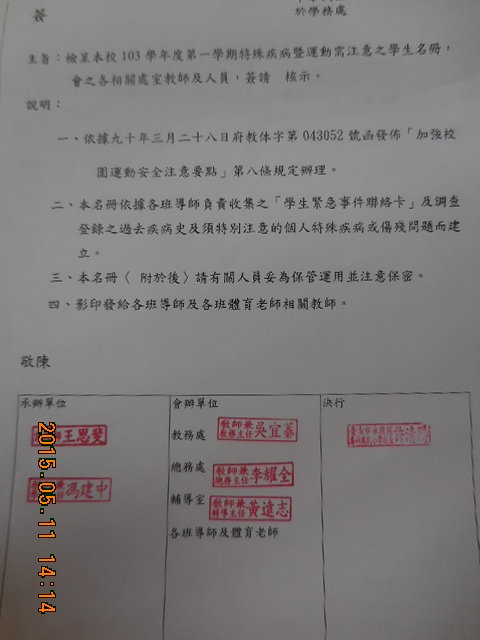 簽
於學務處
主旨：檢呈本校 103 學年度第一學期特殊疾病暨運動需注意之學生名冊，
會之各相關處室教師及人員，簽請　核示。
說明：
一、依據九十年三月二十八日府教体字第 043052 號函發佈「加強校
園運動安全注意要點」第八條規定辦理。
二、本名冊依據各班導師負責收集之「學生緊急事件聯絡卡」及調查
登錄之過去疾病史及須特別注意的個人特殊疾病或傷殘問題而建
立。
三、本名冊〈 附於後〉請有關人員妥為保管運用並注意保密。
四、影印發給各班導師及各班體育老師相關教師。
敬陳
承辦單位
會辦單位
決行
王思斐
教務處
教師兼
教務主任
吳宜蓁
總務處
教師兼
總務主任
李耀全
馮建中
輔導室
教師兼
輔導主任
黃達志
各班導師及體育老師
2015.05.11 14:14